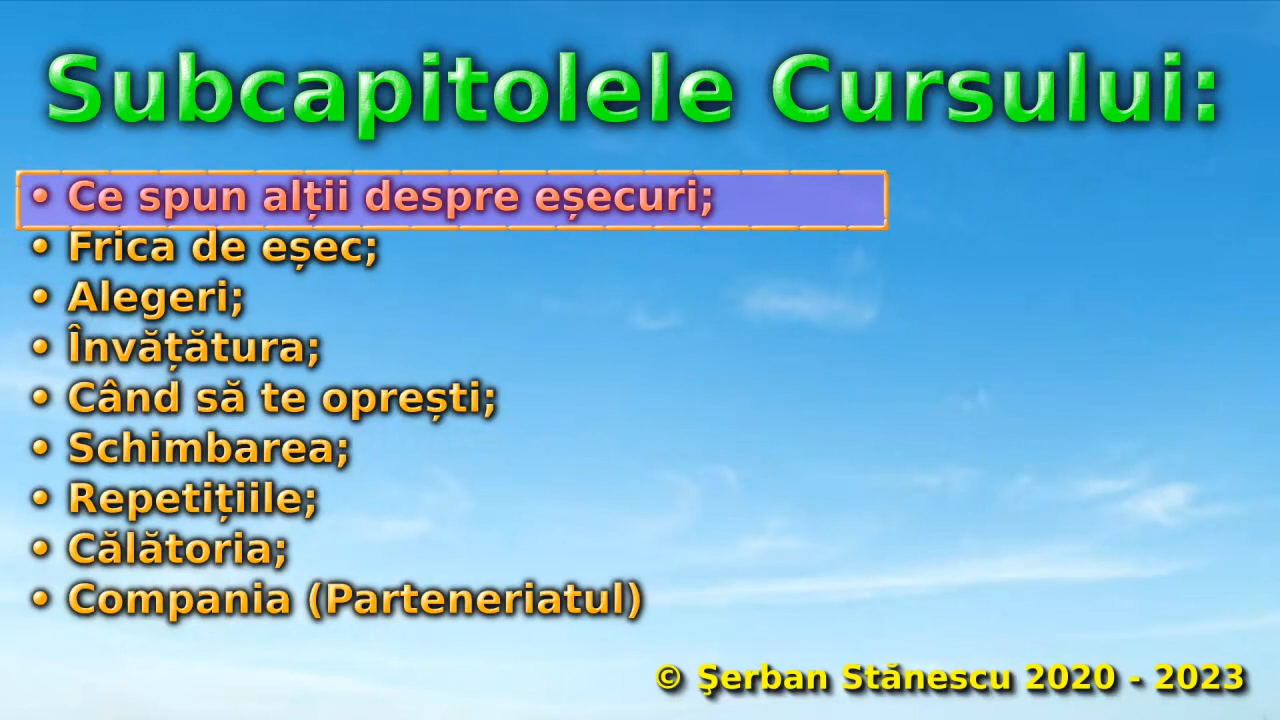 Subcapitolele Cursului:
• Ce spun alții despre eșecuri;
• Frica de eșec;
• Alegeri;
• Învățătura;
• Când să te oprești;
• Schimbarea;
• Repetițiile;
• Călătoria;
• Compania (Parteneriatul)
© Şerban Stănescu 2020 - 2023